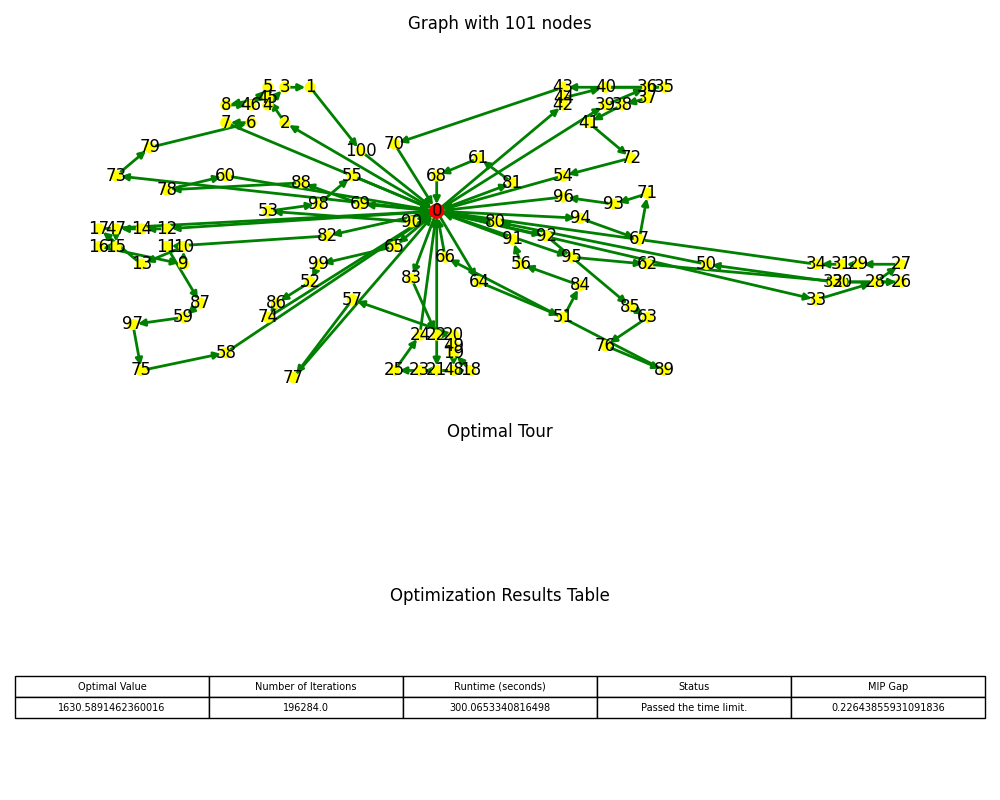 Graph with 101 nodes
43 40 36 35
5 3 1
44 37
45
8 46 4 42 39 38
7 6 2 41
70
79 100
61 72
73 60 55 68 54
78 88 81
96 71
98 69 93
53 0
90 80 94
17 47 14 12
82 91 92 67
16 15 11 10 65
66 95
13 9 99 56 62 50 34 31 29 27
83
52 64 84 32 30 28 26
87 86 57 85 33
59 74 51 63
97
24 22 20
49 76
58 19
75 25 23 21 48 18 89
77
Optimal Tour
Optimization Results Table
Optimal Value Number of Iterations Runtime (seconds) Status MIP Gap
1630.5891462360016 196284.0 300.0653340816498 Passed the time limit. 0.22643855931091836